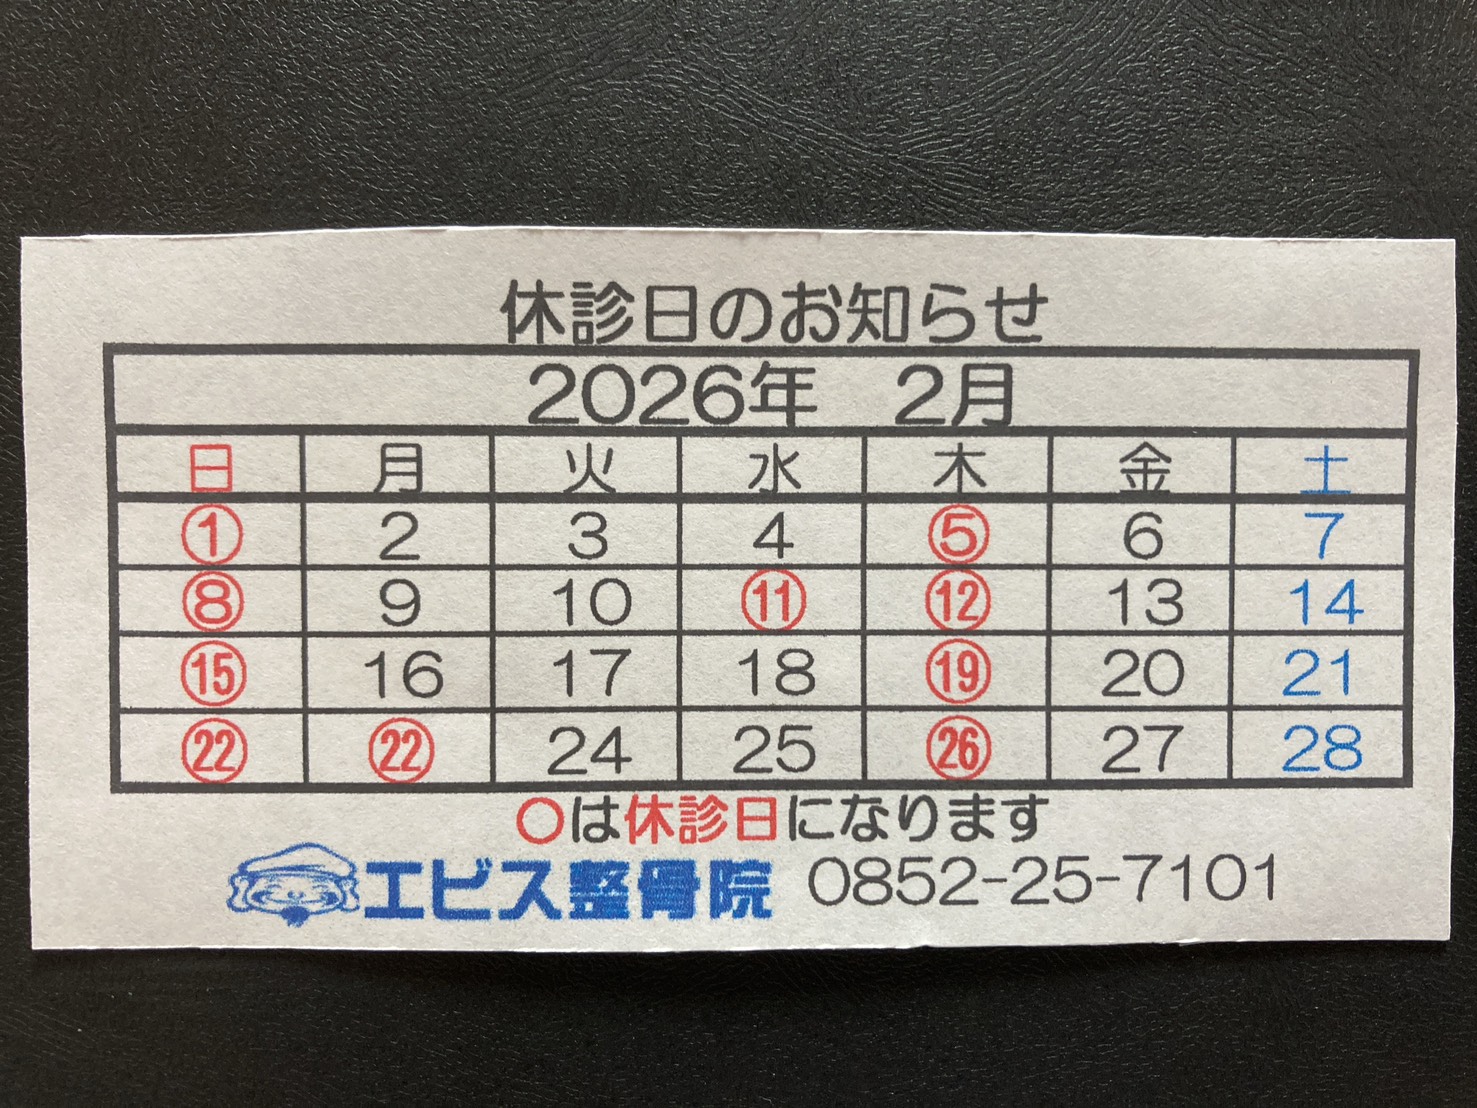 休診日のお知らせ
2026年 2月
日 月 火 水 木 金 土
① 2 3 4 ⑤ 6 7
⑧ 9 10 ⑪ ⑫ 13 14
⑮ 16 17 18 ⑲ 20 21
㉒ ㉒ 24 25 ㉖ 27 28
○は休診日になります
エビス整骨院 0852-25-7101